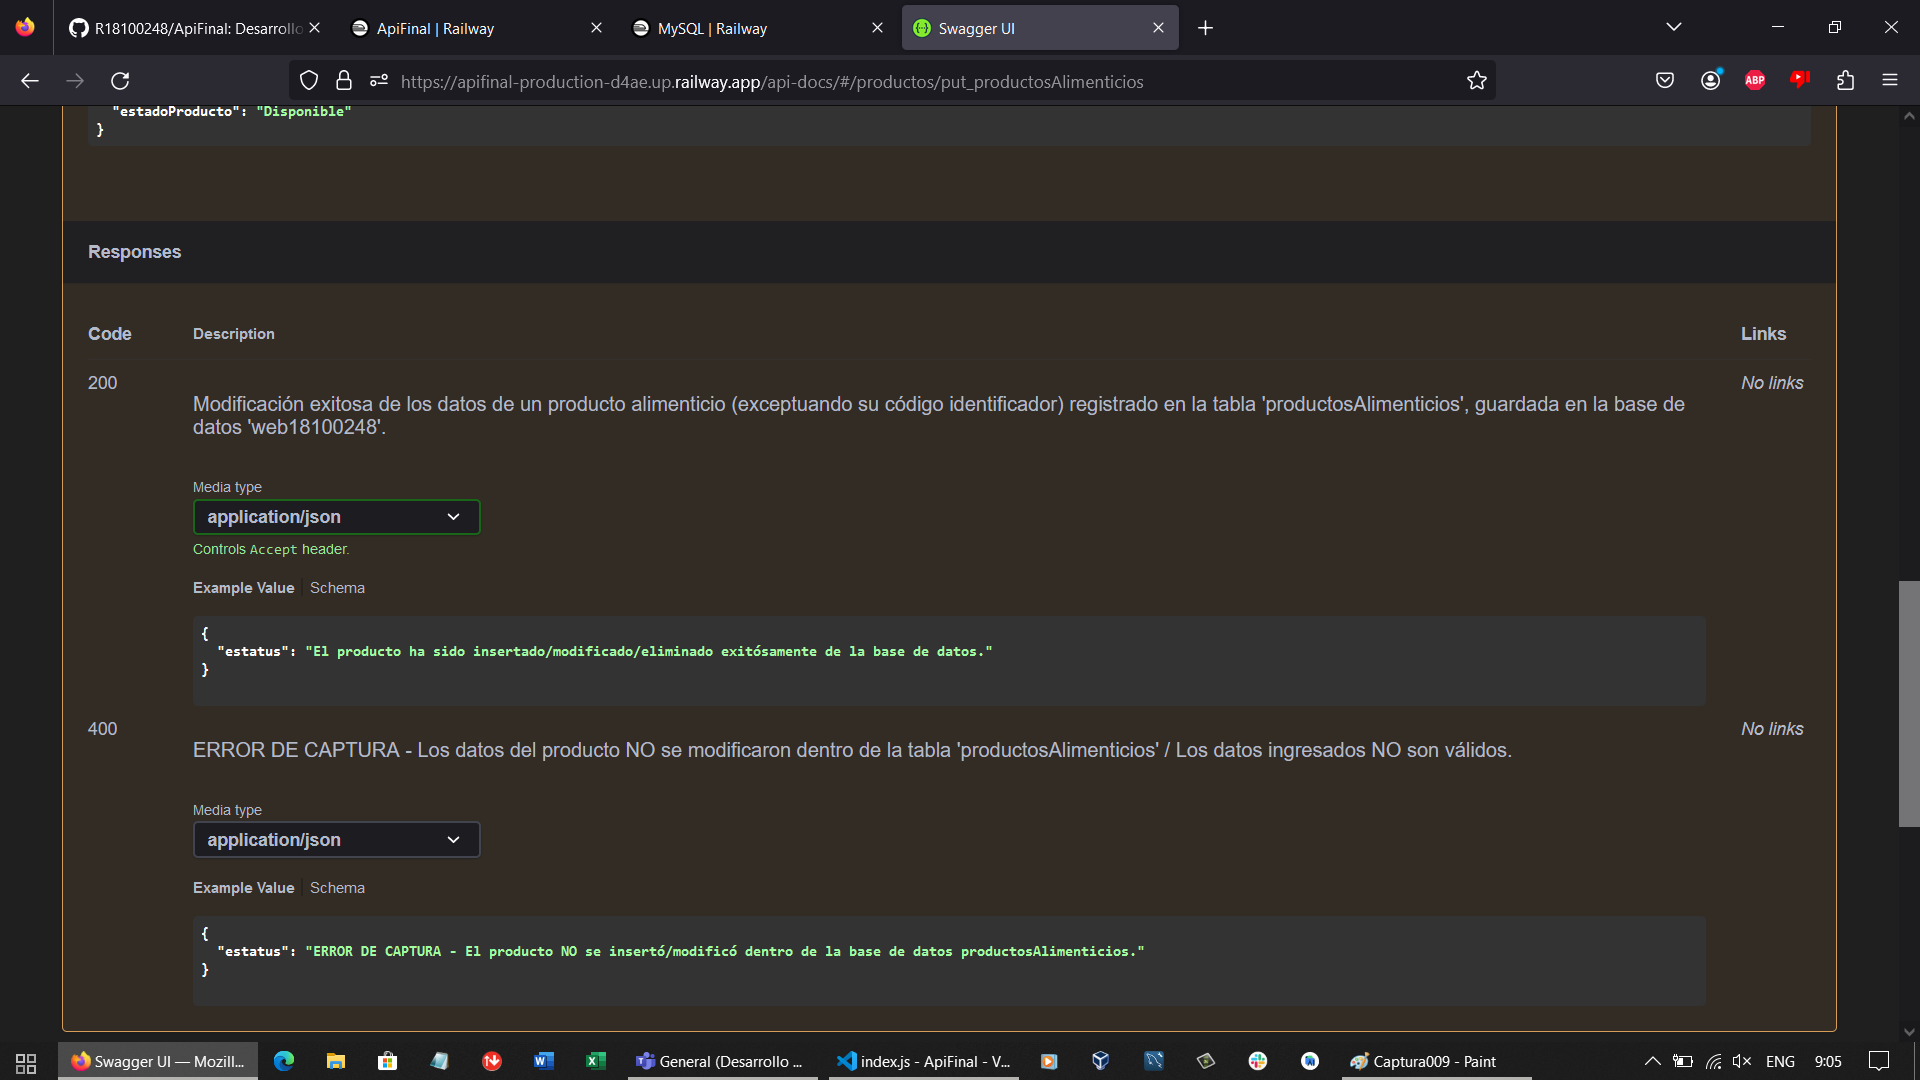 R18100248/ApiFinal: Desarrollo
ApiFinal | Railway
MySQL | Railway
Swagger UI
https://apifinal-production-d4ae.up.railway.app/api-docs/#/productos/put_productosAlimenticios
ABP
"estadoProducto": "Disponible"
}
Responses
Code Description Links
200 No links
Modificación exitosa de los datos de un producto alimenticio (exceptuando su código identificador) registrado en la tabla 'productosAlimenticios', guardada en la base de
datos 'web18100248'.
Media type
application/json
Controls Accept header.
Example Value Schema
{
"estatus": "El producto ha sido insertado/modificado/eliminado exitósamente de la base de datos."
}
400 No links
ERROR DE CAPTURA - Los datos del producto NO se modificaron dentro de la tabla 'productosAlimenticios' / Los datos ingresados NO son válidos.
Media type
application/json
Example Value Schema
{
"estatus": "ERROR DE CAPTURA - El producto NO se insertó/modificó dentro de la base de datos productosAlimenticios."
}
Swagger UI — Mozill...
General (Desarrollo ...
index.js - ApiFinal - V...
Captura009 - Paint
ENG
9:05